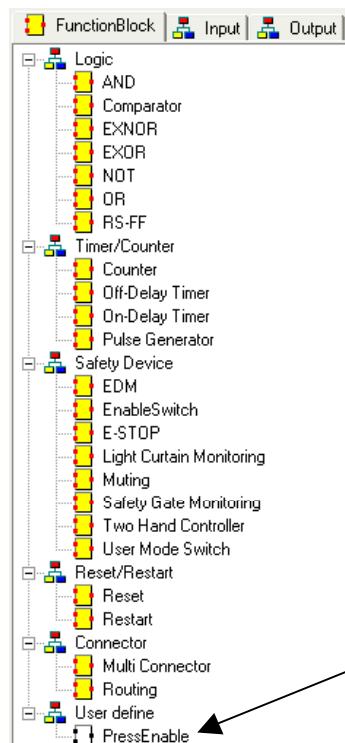 FunctionBlock Input Output
Logic
AND
Comparator
EXNOR
EXOR
NOT
OR
RS-FF
Timer/Counter
Counter
Off-Delay Timer
On-Delay Timer
Pulse Generator
Safety Device
EDM
EnableSwitch
E-STOP
Light Curtain Monitoring
Muting
Safety Gate Monitoring
Two Hand Controller
User Mode Switch
Reset/Restart
Reset
Restart
Connector
Multi Connector
Routing
User define
PressEnable